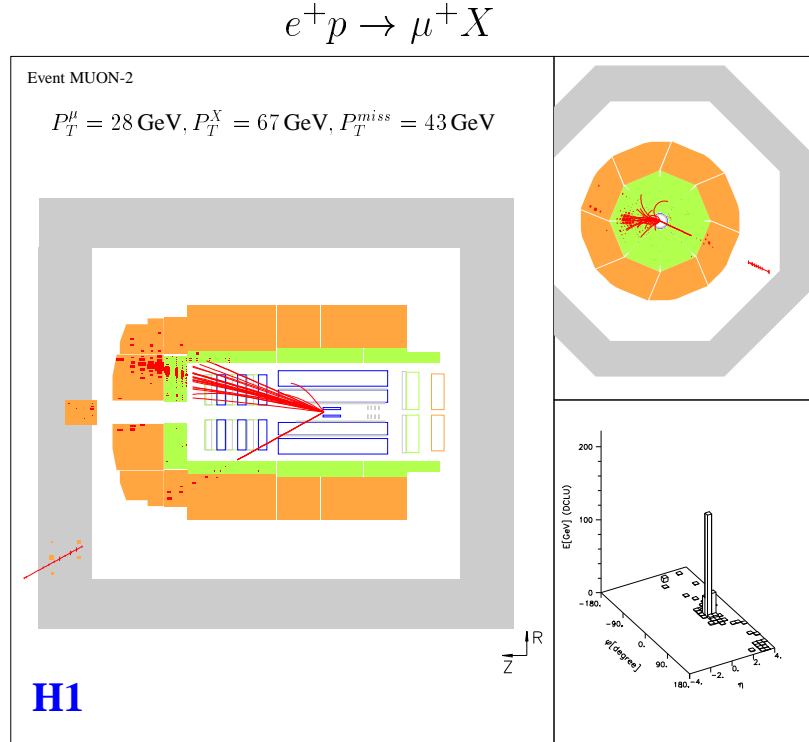 e⁺p → μ⁺X
Event MUON-2
P_T^μ = 28 GeV, P_T^X = 67 GeV, P_T^miss = 43 GeV
R
Z
H1
E[GeV] (DCLU)
200
100
0
-180.
-90.
0.
90.
180.
φ[degree]
-4.
-2.
0.
2.
4.
η